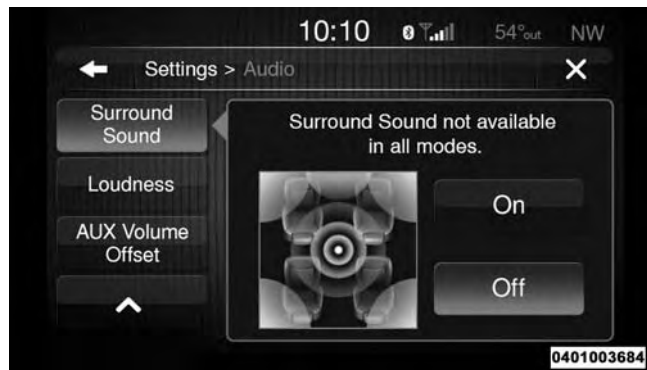 10:10 54°out NW
Settings > Audio
Surround
Sound
Surround Sound not available
in all modes.
Loudness
On
AUX Volume
Offset
Off
0401003684